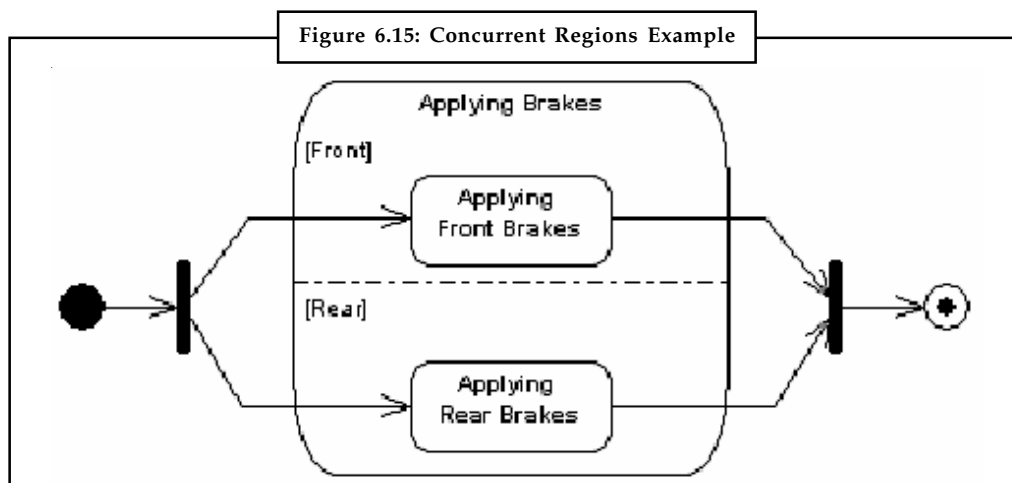 Figure 6.15: Concurrent Regions Example
Applying Brakes
[Front]
Applying
Front Brakes
[Rear]
Applying
Rear Brakes